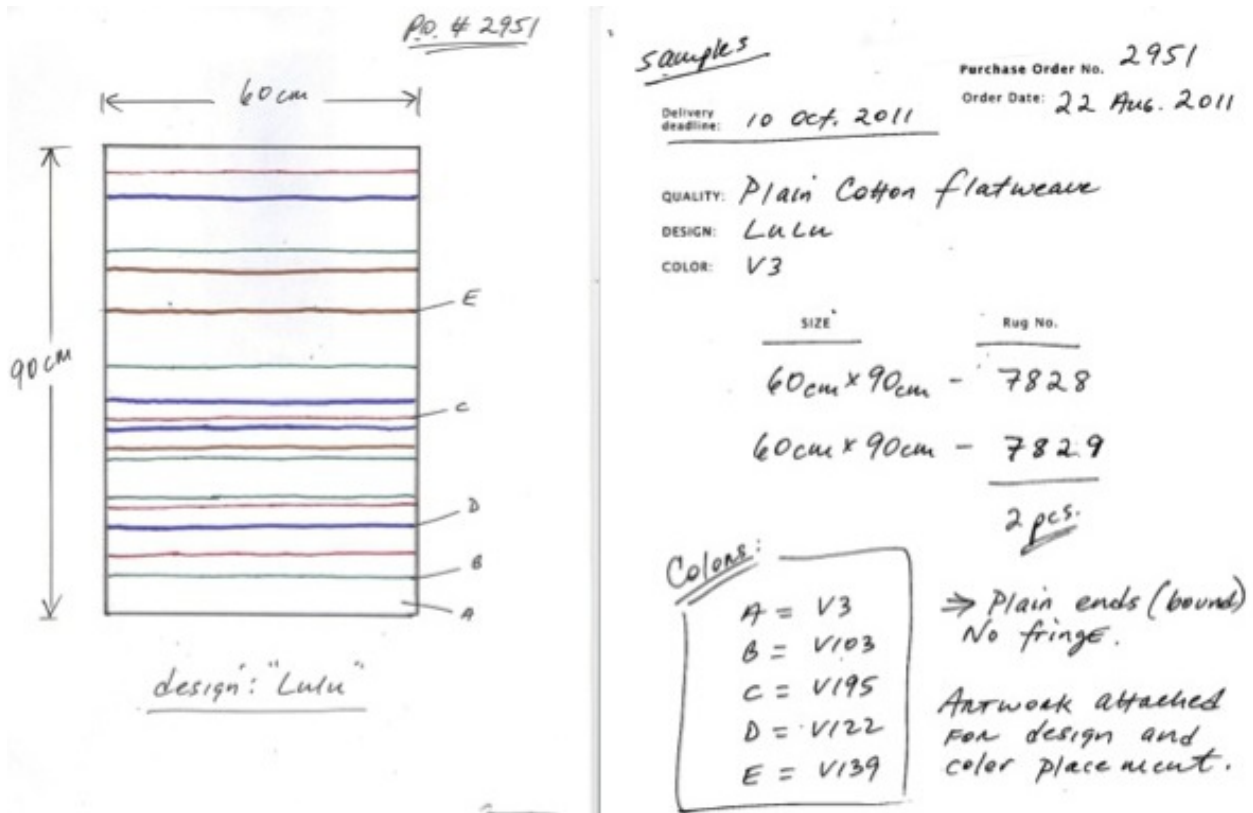 P.O. # 2951
60cm
90cm
E
C
D
B
A
design: "Lulu"
samples
Purchase Order No. 2951
Order Date: 22 Aug. 2011
Delivery deadline: 10 Oct. 2011
QUALITY: Plain Cotton flatweave
DESIGN: LuLu
COLOR: V3
SIZE Rug No.
60cm x 90cm - 7828
60cm x 90cm - 7829
2 pcs.
Colors:
A = V3
B = V103
C = V195
D = V122
E = V139
⇒ Plain ends (bound)
No fringe.
Artwork attached
for design and
color placement.